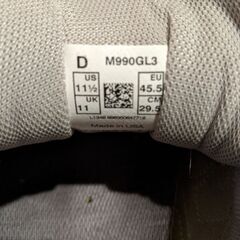 D M990GL3
US 11½ EU 45.5
UK 11 CM 29.5
Made in USA